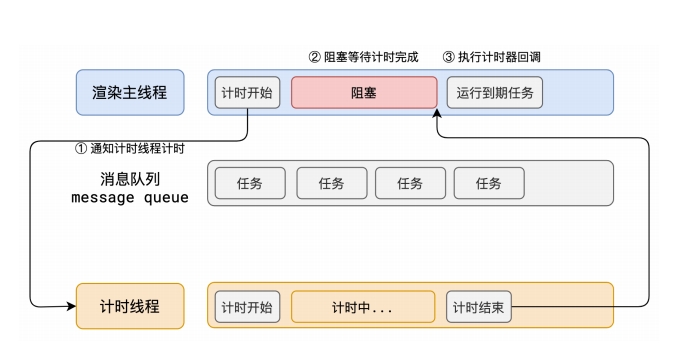 ② 阻塞等待计时完成
③ 执行计时器回调
渲染主线程
计时开始
阻塞
运行到期任务
① 通知计时线程计时
消息队列
message queue
任务
任务
任务
任务
计时线程
计时开始
计时中...
计时结束